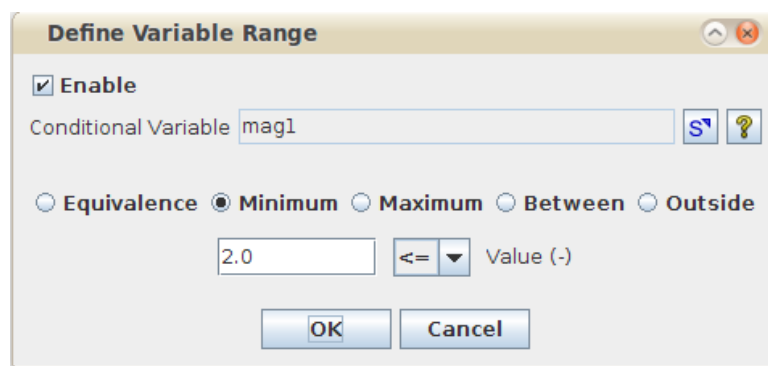 Define Variable Range
Enable
Conditional Variable mag1 S ?
Equivalence Minimum Maximum Between Outside
2.0 <= Value (-)
OK Cancel